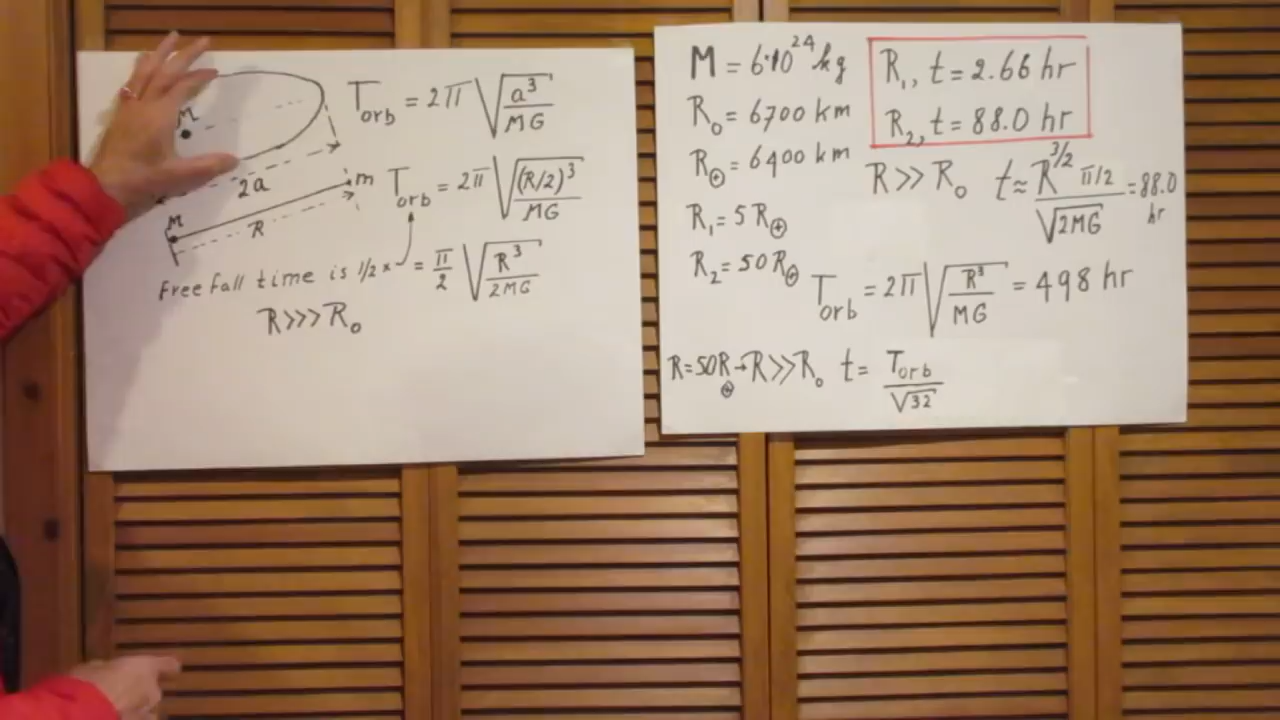 M
T_orb = 2π √(a³/MG)
2a
M
m
R
T_orb = 2π √((R/2)³/MG)
Free fall time is 1/2 × = π/2 √(R³/2MG)
R >>> R₀
M = 6·10²⁴ kg
R₀ = 6700 km
R⊕ = 6400 km
R₁ = 5 R⊕
R₂ = 50 R⊕
R₁, t = 2.66 hr
R₂, t = 88.0 hr
R >> R₀ t ≈ R^3/2 π/2 / √2MG = 88.0 hr
T_orb = 2π √(R³/MG) = 498 hr
R = 50R⊕ → R >> R₀ t = T_orb / √32